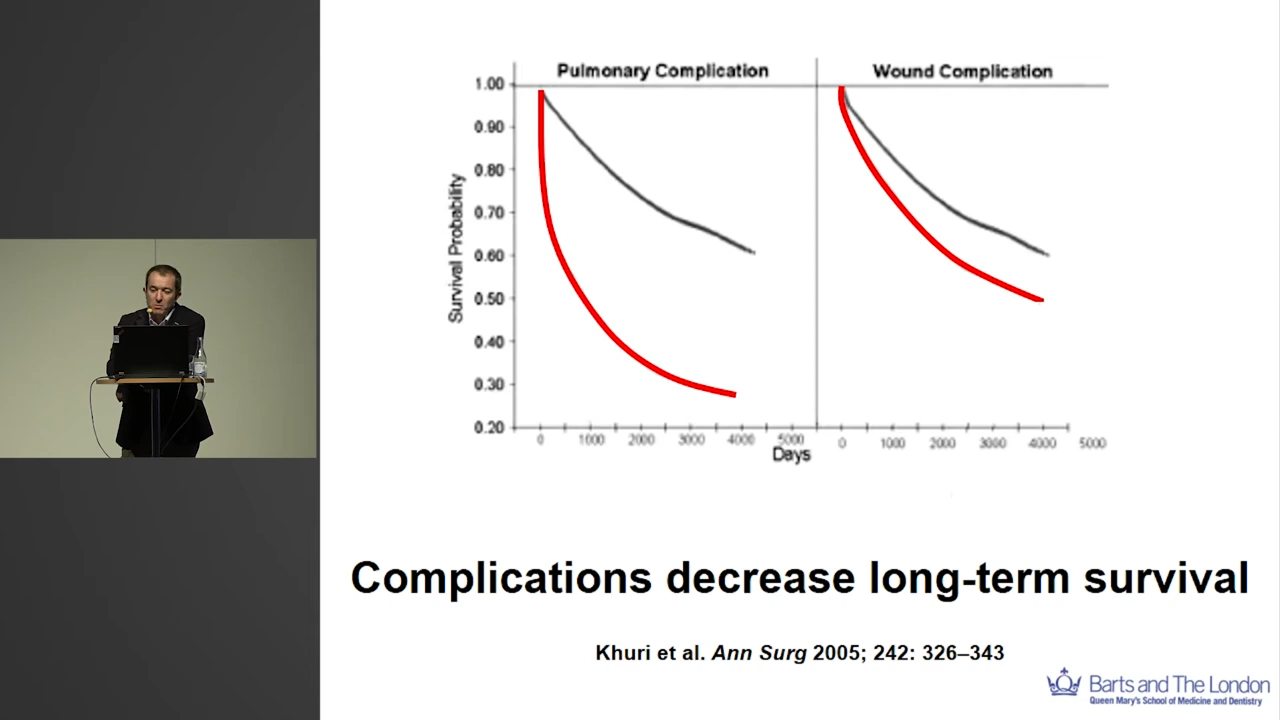 Pulmonary Complication
Wound Complication
1.00
0.90
0.80
0.70
0.60
0.50
0.40
0.30
0.20
Survival Probability
0 1000 2000 3000 4000 5000
0 1000 2000 3000 4000 5000
Days
Complications decrease long-term survival
Khuri et al. Ann Surg 2005; 242: 326–343
Barts and The London
Queen Mary's School of Medicine and Dentistry